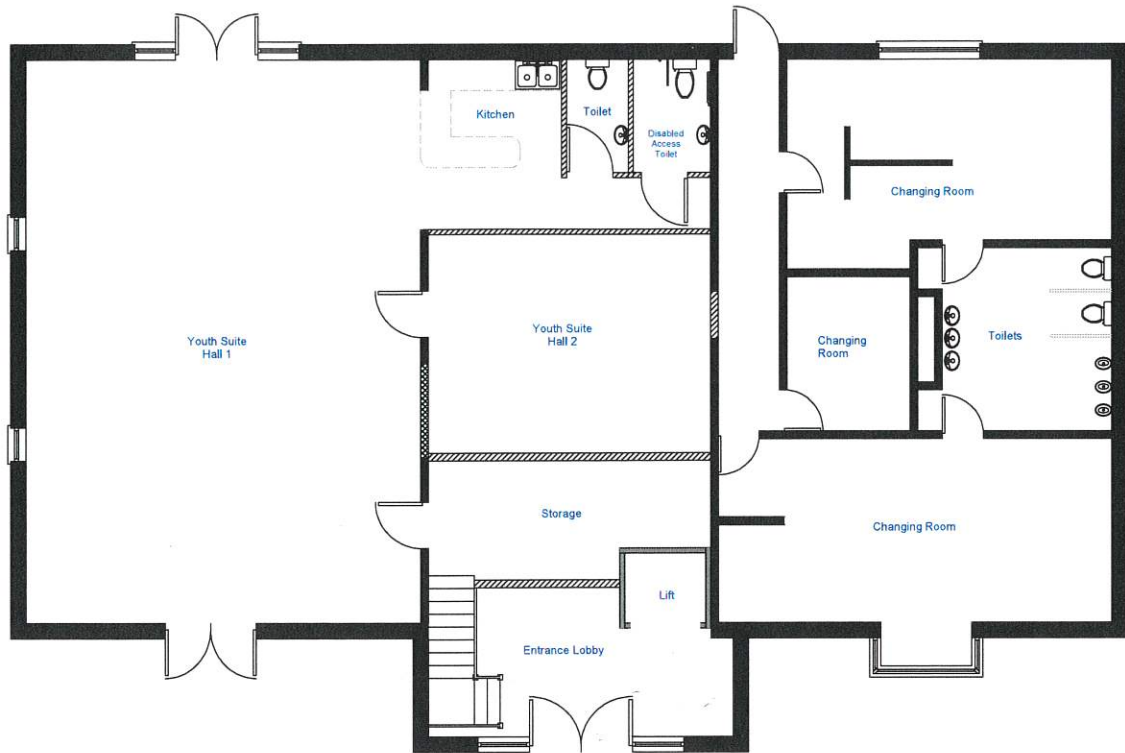 Kitchen
Toilet
Disabled
Access
Toilet
Changing Room
Youth Suite
Hall 1
Youth Suite
Hall 2
Changing
Room
Toilets
Storage
Changing Room
Lift
Entrance Lobby